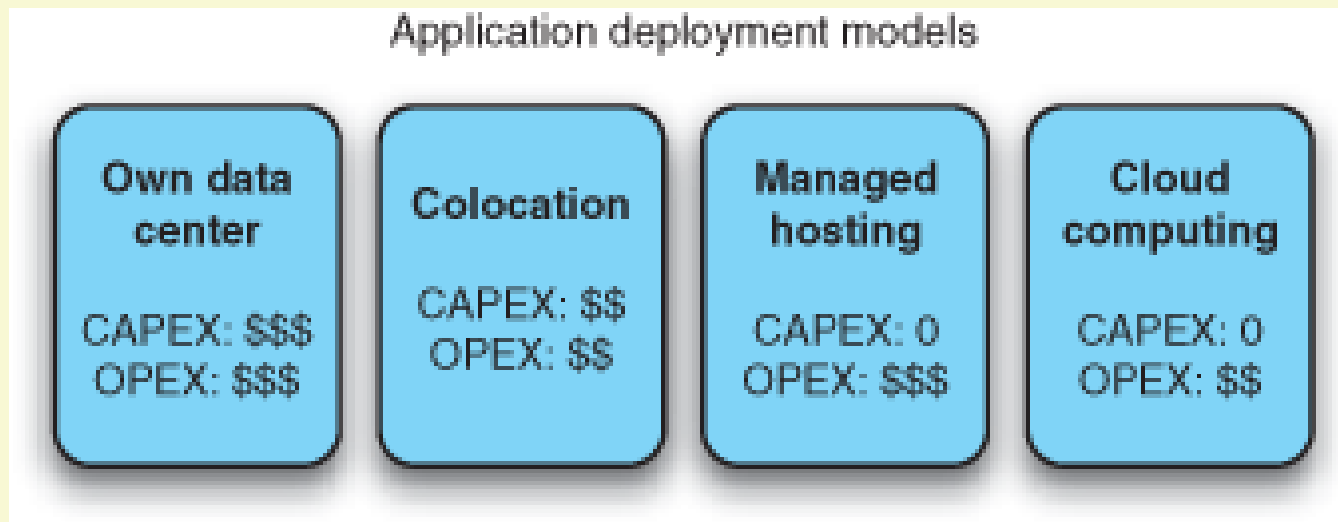 Application deployment models
Own data
center
CAPEX: $$$
OPEX: $$$
Colocation
CAPEX: $$
OPEX: $$
Managed
hosting
CAPEX: 0
OPEX: $$$
Cloud
computing
CAPEX: 0
OPEX: $$